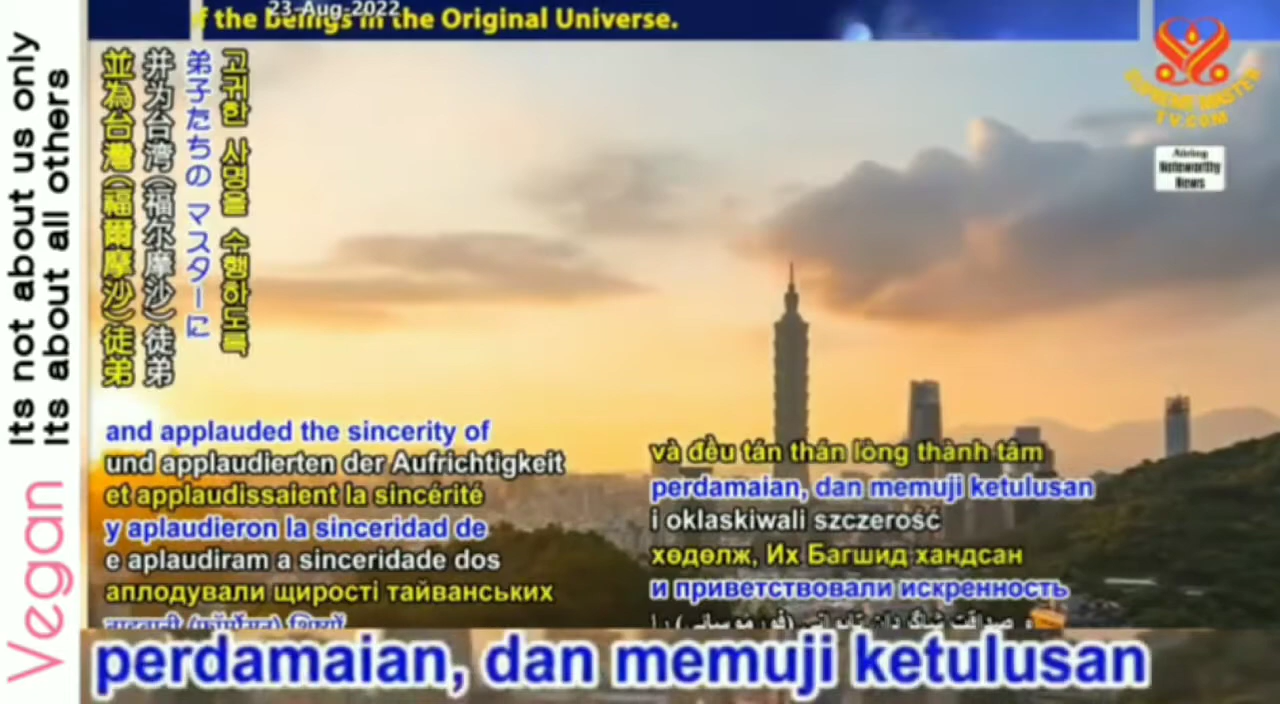 f the beings in the Original Universe.
23-Aug-2022
SUPREME MASTER
TV.COM
Airing
Noteworthy
News
Its not about us only
Its about all others
Vegan
並為台灣(福爾摩沙)徒弟
并为台湾(福尔摩沙)徒弟
弟子たちの マスターに
고귀한 사명을 수행하도록
and applauded the sincerity of
und applaudierten der Aufrichtigkeit
et applaudissaient la sincérité
y aplaudieron la sinceridad de
e aplaudiram a sinceridade dos
аплодували щирості тайванських
và đều tán thán lòng thành tâm
perdamaian, dan memuji ketulusan
i oklaskiwali szczerość
хөдөлж, Их Багшид хандсан
и приветствовали искренность
perdamaian, dan memuji ketulusan